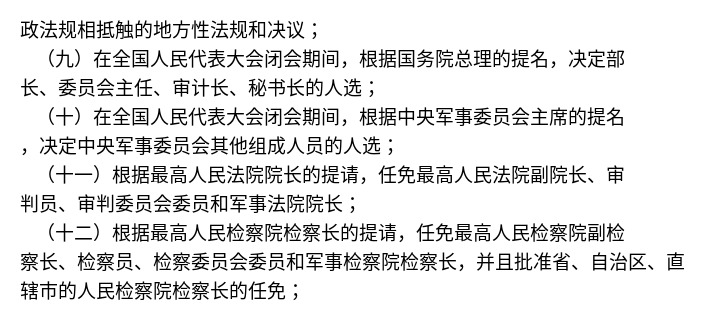 政法规相抵触的地方性法规和决议；
（九）在全国人民代表大会闭会期间，根据国务院总理的提名，决定部
长、委员会主任、审计长、秘书长的人选；
（十）在全国人民代表大会闭会期间，根据中央军事委员会主席的提名
，决定中央军事委员会其他组成人员的人选；
（十一）根据最高人民法院院长的提请，任免最高人民法院副院长、审
判员、审判委员会委员和军事法院院长；
（十二）根据最高人民检察院检察长的提请，任免最高人民检察院副检
察长、检察员、检察委员会委员和军事检察院检察长，并且批准省、自治区、直
辖市的人民检察院检察长的任免；